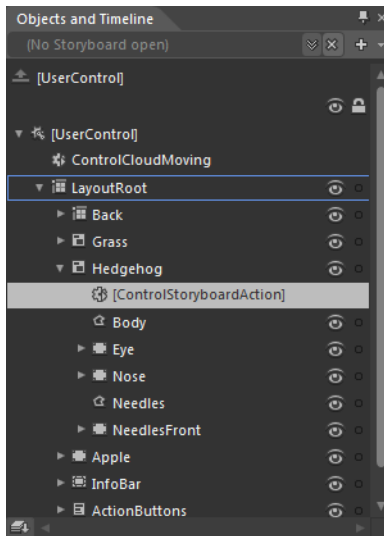 Objects and Timeline
(No Storyboard open)
[UserControl]
[UserControl]
ControlCloudMoving
LayoutRoot
Back
Grass
Hedgehog
[ControlStoryboardAction]
Body
Eye
Nose
Needles
NeedlesFront
Apple
InfoBar
ActionButtons